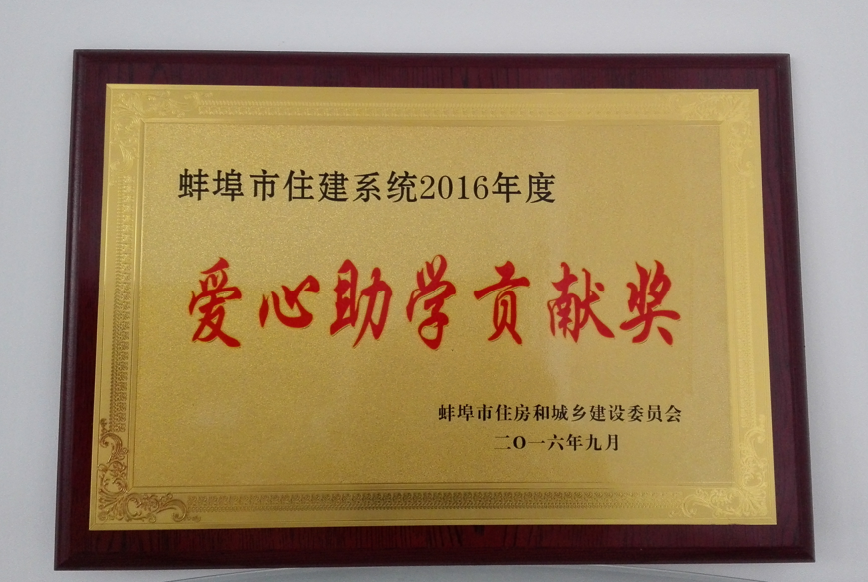 蚌埠市住建系统2016年度
爱心助学贡献奖
蚌埠市住房和城乡建设委员会
二O一六年九月